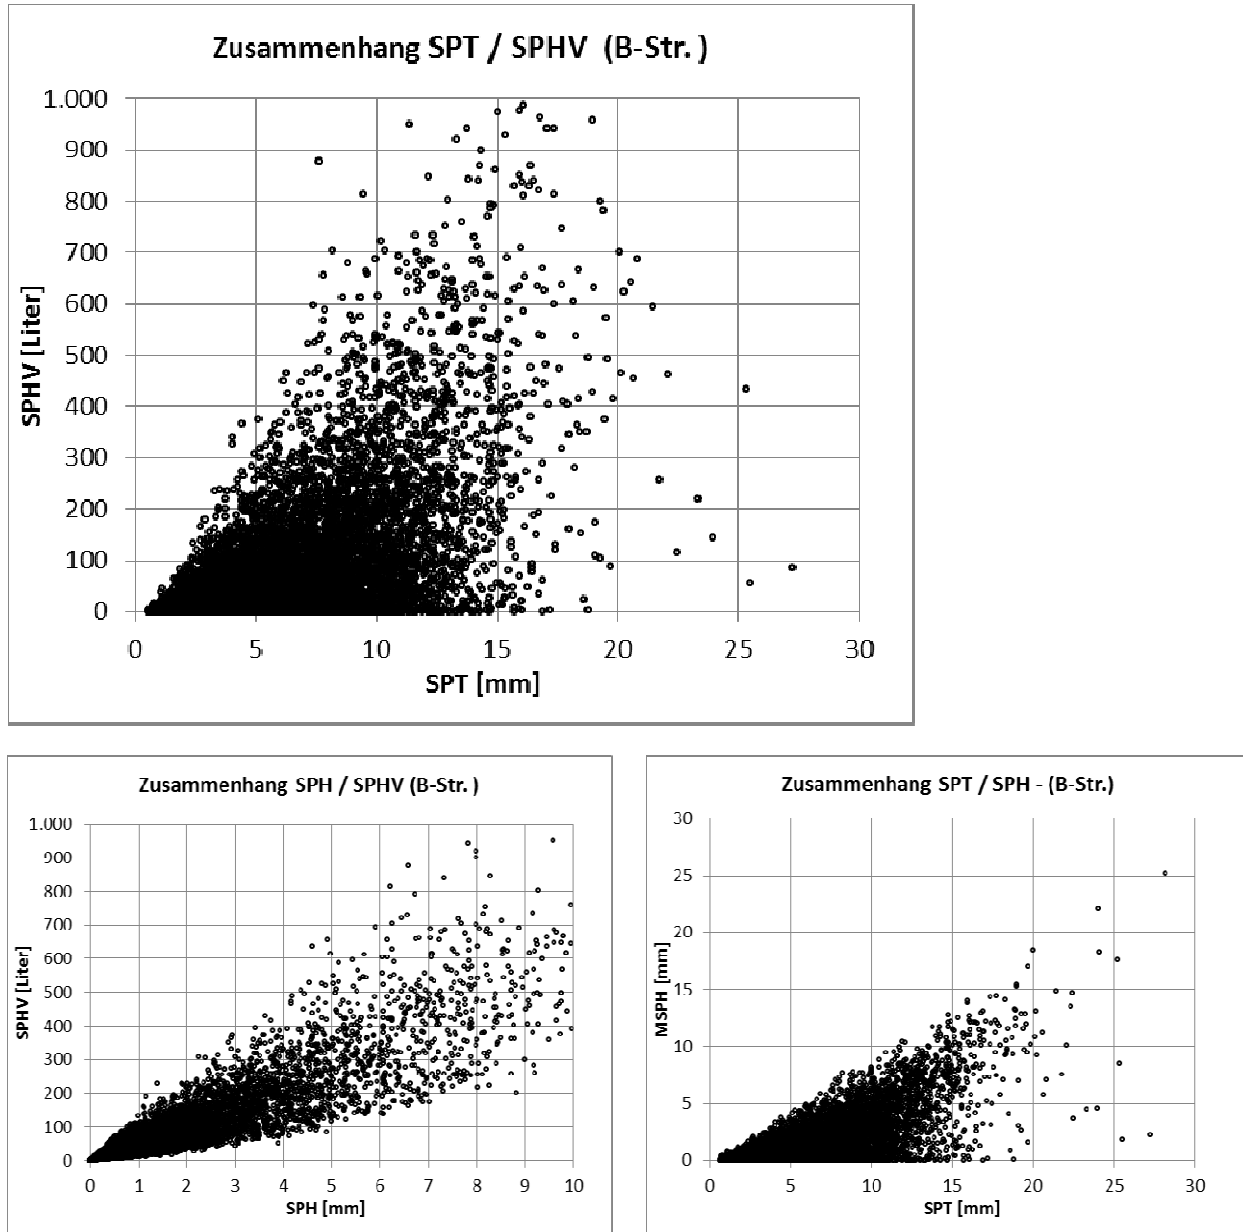 Zusammenhang SPT / SPHV (B-Str. )
1.000
900
800
700
600
500
400
300
200
100
0
SPHV [Liter]
0 5 10 15 20 25 30
SPT [mm]
Zusammenhang SPH / SPHV (B-Str. )
1.000
900
800
700
600
500
400
300
200
100
0
SPHV [Liter]
0 1 2 3 4 5 6 7 8 9 10
SPH [mm]
Zusammenhang SPT / SPH - (B-Str.)
30
25
20
15
10
5
0
MSPH [mm]
0 5 10 15 20 25 30
SPT [mm]